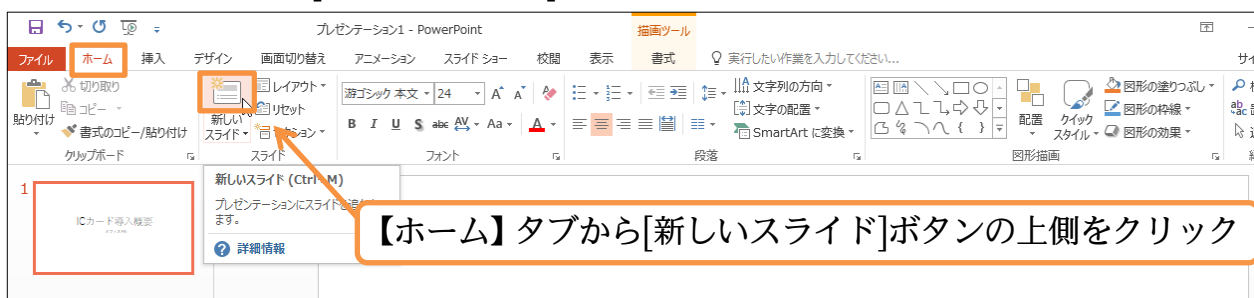 プレゼンテーション1 - PowerPoint
描画ツール
ファイル ホーム 挿入 デザイン 画面切り替え アニメーション スライド ショー 校閲 表示 書式 実行したい作業を入力してください...
切り取り
コピー
書式のコピー/貼り付け
貼り付け
クリップボード
新しい
スライド
レイアウト
リセット
スライド
游ゴシック 本文 24
B I U S abc AV Aa A
フォント
文字列の方向
文字の配置
SmartArt に変換
段落
配置
クイック
スタイル
図形の塗りつぶし
図形の枠線
図形の効果
図形描画
新しいスライド (Ctrl+M)
プレゼンテーションにスライドを追
ます。
詳細情報
1
ICカード導入概要
【ホーム】タブから[新しいスライド]ボタンの上側をクリック